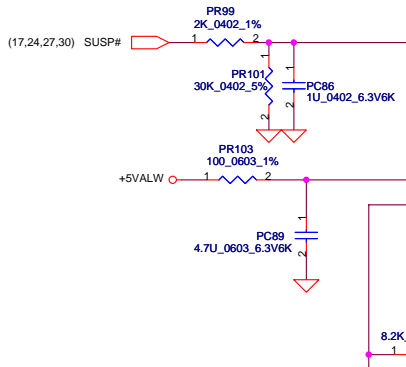 PR99
2K_0402_1%
(17,24,27,30) SUSP#
1 2
1 1
PR101
30K_0402_5%
PC86
1U_0402_6.3V6K
2 2
PR103
100_0603_1%
+5VALW
1 2
1
PC89
4.7U_0603_6.3V6K
2
8.2K_
1